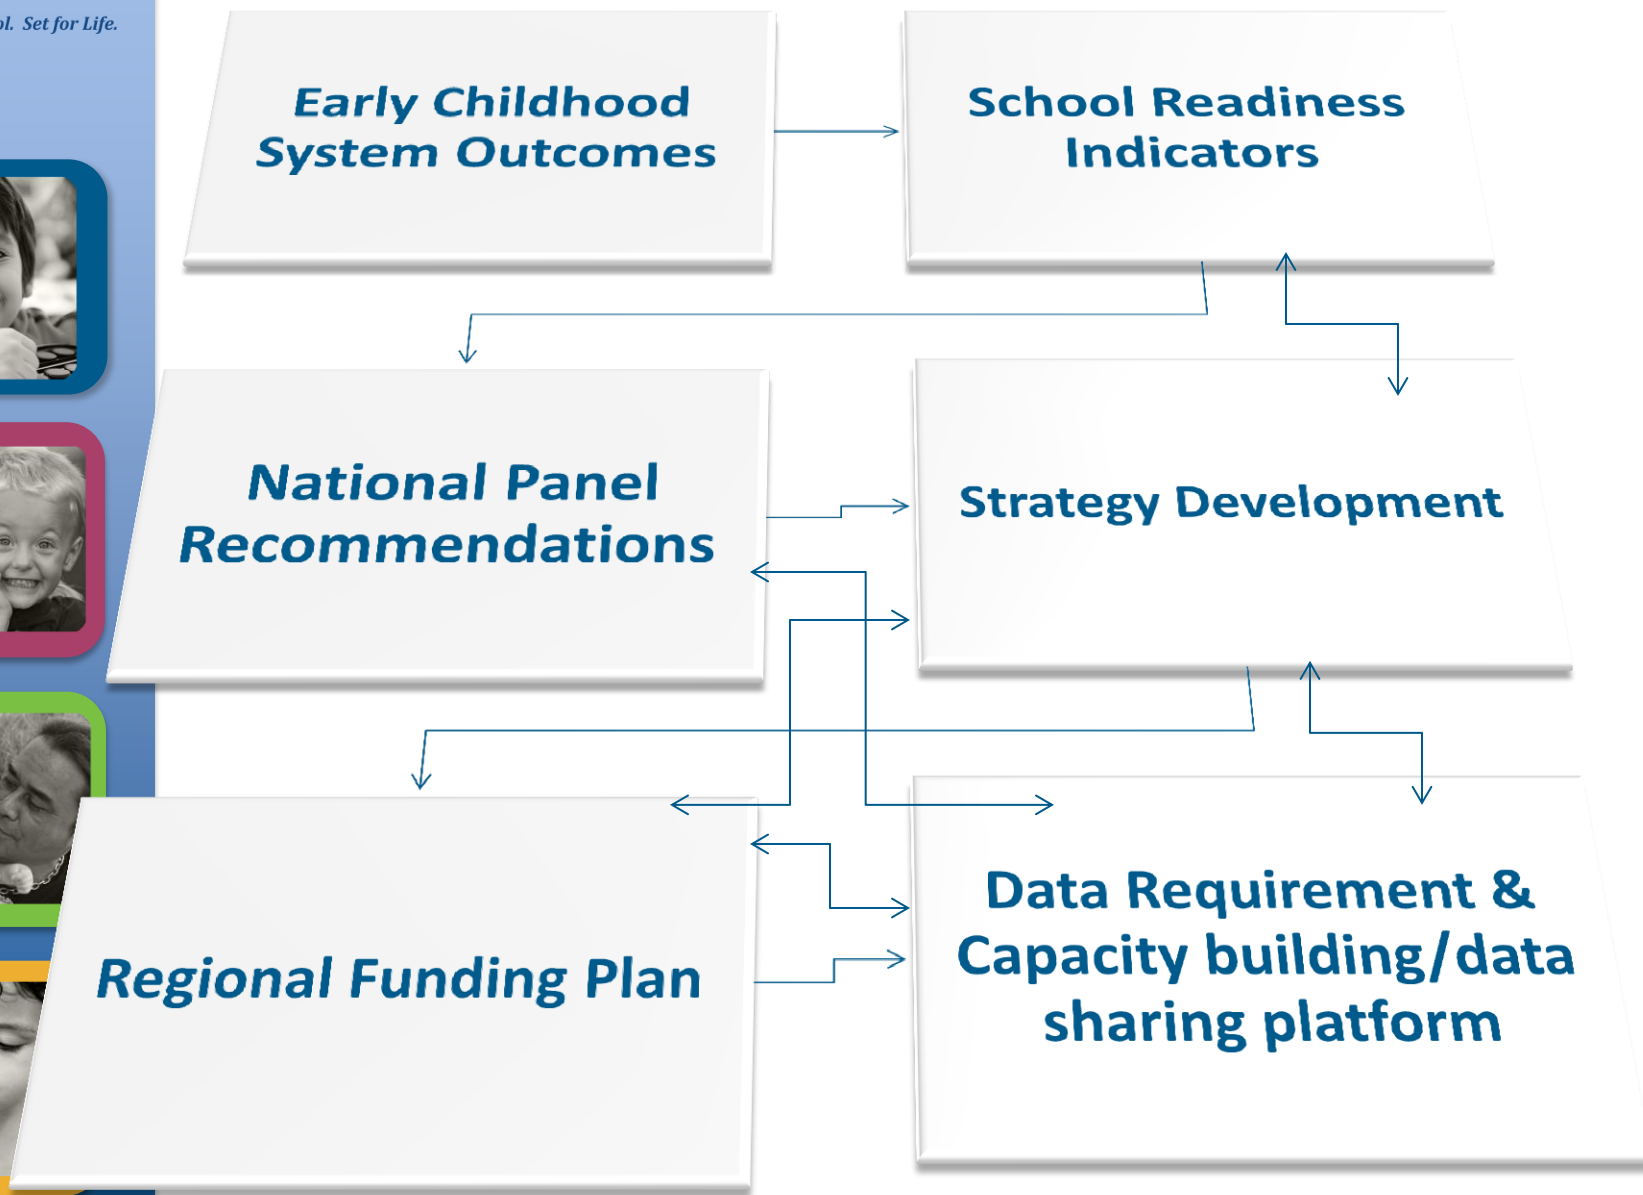 Set for Life.
Early Childhood
System Outcomes
School Readiness
Indicators
National Panel
Recommendations
Strategy Development
Regional Funding Plan
Data Requirement &
Capacity building/data
sharing platform